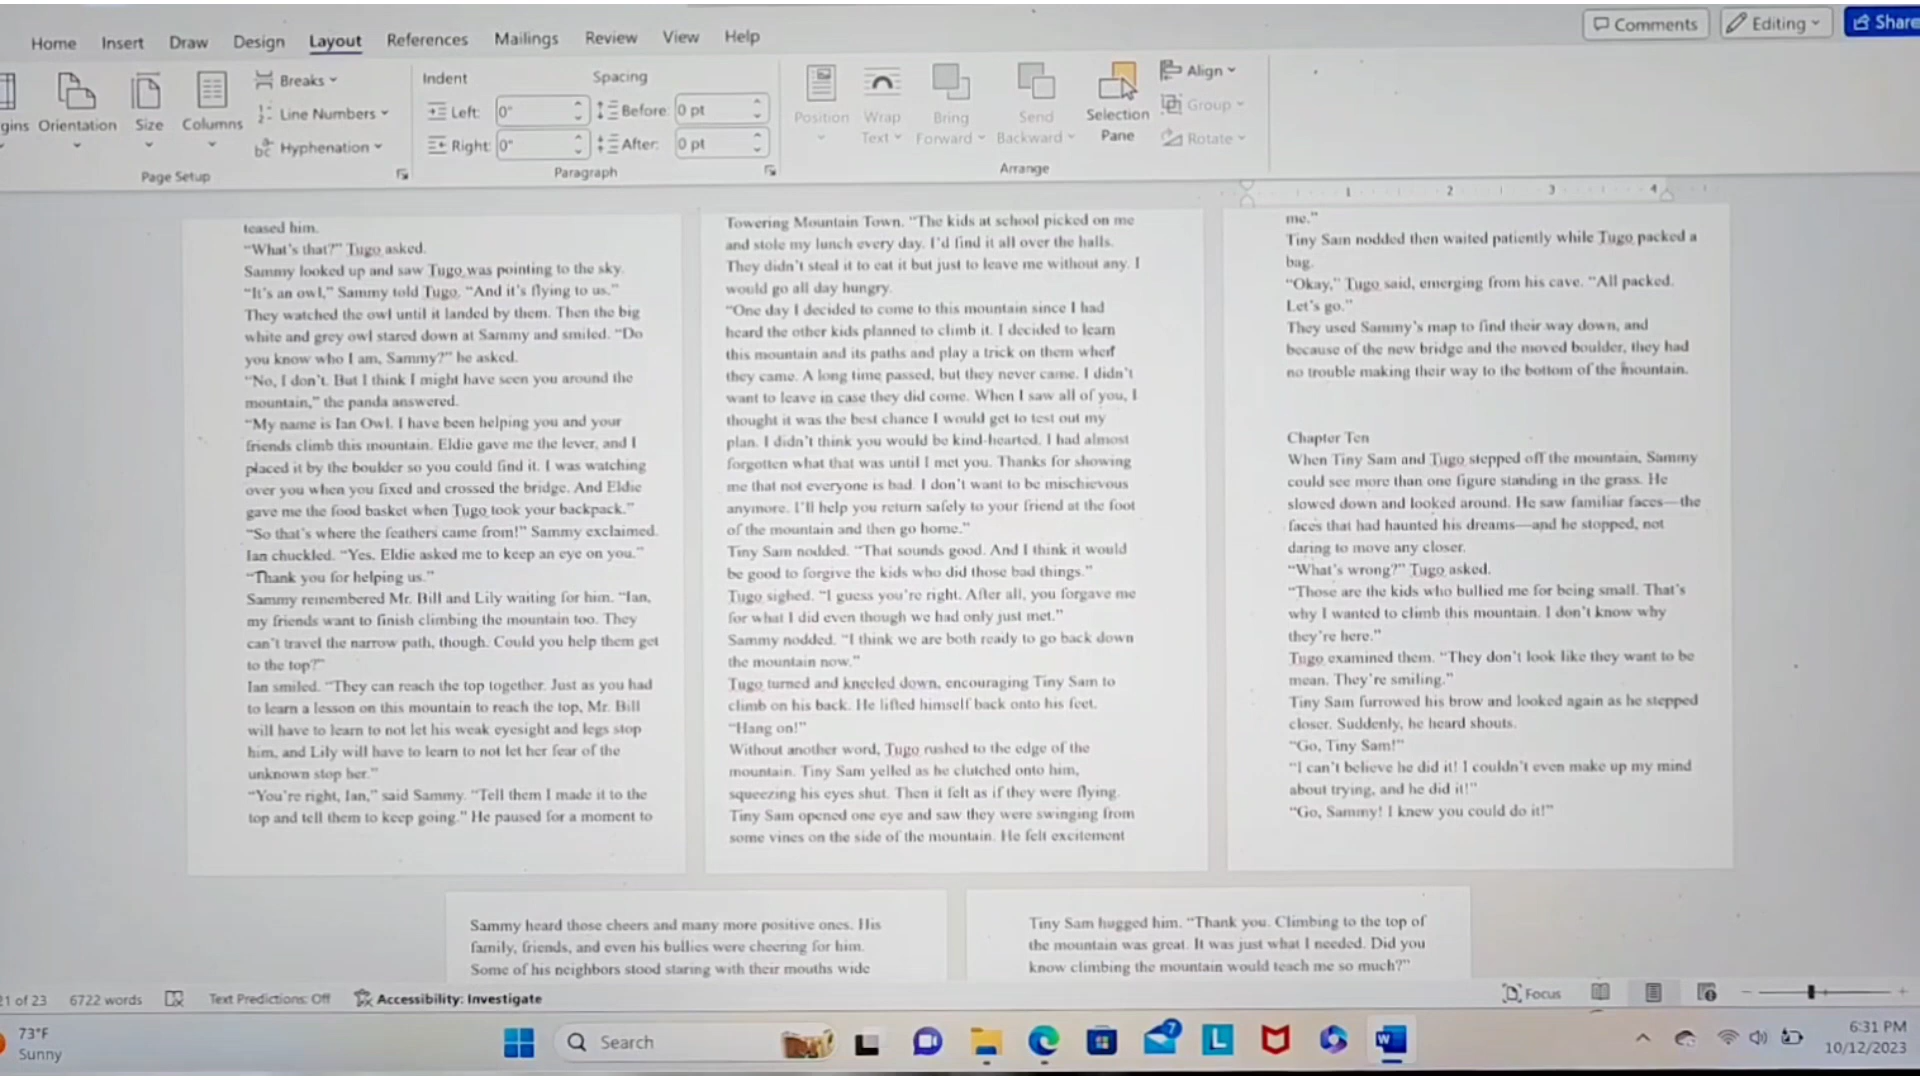 Home Insert Draw Design Layout References Mailings Review View Help
Comments Editing Share
gins Orientation Size Columns
Breaks
Line Numbers
Hyphenation
Page Setup
Indent Spacing
Left: 0" Before: 0 pt
Right: 0" After: 0 pt
Paragraph
Position
Wrap Text
Bring Forward
Send Backward
Selection Pane
Align
Group
Rotate
Arrange
1 2 3 4
teased him.
“What’s that?” Tugo asked.
Sammy looked up and saw Tugo was pointing to the sky.
“It’s an owl,” Sammy told Tugo. “And it’s flying to us.”
They watched the owl until it landed by them. Then the big
white and grey owl stared down at Sammy and smiled. “Do
you know who I am, Sammy?” he asked.
“No, I don’t. But I think I might have seen you around the
mountain,” the panda answered.
“My name is Ian Owl. I have been helping you and your
friends climb this mountain. Eldie gave me the lever, and I
placed it by the boulder so you could find it. I was watching
over you when you fixed and crossed the bridge. And Eldie
gave me the food basket when Tugo took your backpack.”
“So that’s where the feathers came from!” Sammy exclaimed.
Ian chuckled. “Yes. Eldie asked me to keep an eye on you.”
“Thank you for helping us.”
Sammy remembered Mr. Bill and Lily waiting for him. “Ian,
my friends want to finish climbing the mountain too. They
can’t travel the narrow path, though. Could you help them get
to the top?”
Ian smiled. “They can reach the top together. Just as you had
to learn a lesson on this mountain to reach the top, Mr. Bill
will have to learn to not let his weak eyesight and legs stop
him, and Lily will have to learn to not let her fear of the
unknown stop her.”
“You’re right, Ian,” said Sammy. “Tell them I made it to the
top and tell them to keep going.” He paused for a moment to
Towering Mountain Town. “The kids at school picked on me
and stole my lunch every day. I’d find it all over the halls.
They didn’t steal it to eat it but just to leave me without any. I
would go all day hungry.
“One day I decided to come to this mountain since I had
heard the other kids planned to climb it. I decided to learn
this mountain and its paths and play a trick on them when
they came. A long time passed, but they never came. I didn’t
want to leave in case they did come. When I saw all of you, I
thought it was the best chance I would get to test out my
plan. I didn’t think you would be kind-hearted. I had almost
forgotten what that was until I met you. Thanks for showing
me that not everyone is bad. I don’t want to be mischievous
anymore. I’ll help you return safely to your friend at the foot
of the mountain and then go home.”
Tiny Sam nodded. “That sounds good. And I think it would
be good to forgive the kids who did those bad things.”
Tugo sighed. “I guess you’re right. After all, you forgave me
for what I did even though we had only just met.”
Sammy nodded. “I think we are both ready to go back down
the mountain now.”
Tugo turned and kneeled down, encouraging Tiny Sam to
climb on his back. He lifted himself back onto his feet.
“Hang on!”
Without another word, Tugo rushed to the edge of the
mountain. Tiny Sam yelled as he clutched onto him,
squeezing his eyes shut. Then it felt as if they were flying.
Tiny Sam opened one eye and saw they were swinging from
some vines on the side of the mountain. He felt excitement
me.”
Tiny Sam nodded then waited patiently while Tugo packed a
bag.
“Okay,” Tugo said, emerging from his cave. “All packed.
Let’s go.”
They used Sammy’s map to find their way down, and
because of the new bridge and the moved boulder, they had
no trouble making their way to the bottom of the mountain.
Chapter Ten
When Tiny Sam and Tugo stepped off the mountain, Sammy
could see more than one figure standing in the grass. He
slowed down and looked around. He saw familiar faces—the
faces that had haunted his dreams—and he stopped, not
daring to move any closer.
“What’s wrong?” Tugo asked.
“Those are the kids who bullied me for being small. That’s
why I wanted to climb this mountain. I don’t know why
they’re here.”
Tugo examined them. “They don’t look like they want to be
mean. They’re smiling.”
Tiny Sam furrowed his brow and looked again as he stepped
closer. Suddenly, he heard shouts.
“Go, Tiny Sam!”
“I can’t believe he did it! I couldn’t even make up my mind
about trying, and he did it!”
“Go, Sammy! I knew you could do it!”
Sammy heard those cheers and many more positive ones. His
family, friends, and even his bullies were cheering for him.
Some of his neighbors stood staring with their mouths wide
Tiny Sam hugged him. “Thank you. Climbing to the top of
the mountain was great. It was just what I needed. Did you
know climbing the mountain would teach me so much?”
21 of 23 6722 words Text Predictions: Off Accessibility: Investigate Focus
73°F
Sunny
Search
7
L
W
6:31 PM
10/12/2023